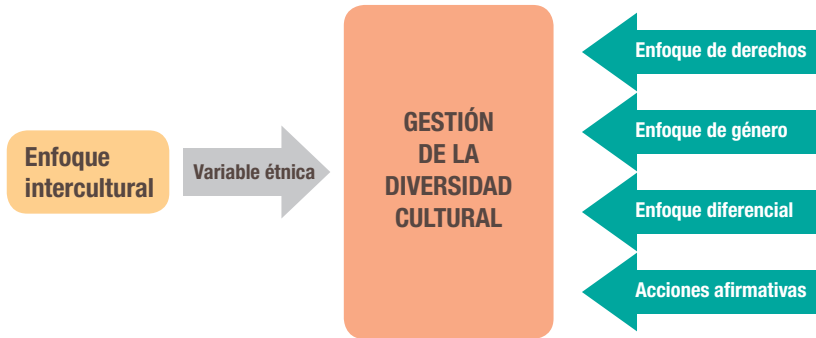 Enfoque
intercultural
Variable étnica
GESTIÓN
DE LA
DIVERSIDAD
CULTURAL
Enfoque de derechos
Enfoque de género
Enfoque diferencial
Acciones afirmativas